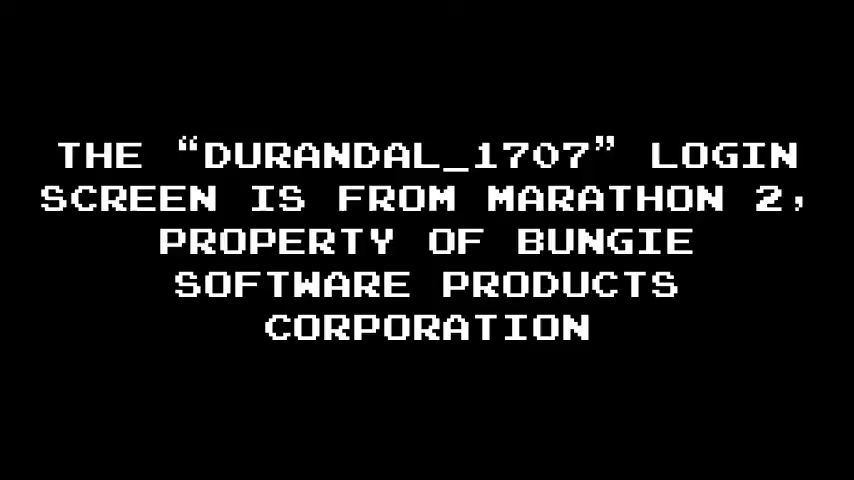 THE “DURANDAL_1707” LOGIN
SCREEN IS FROM MARATHON 2,
PROPERTY OF BUNGIE
SOFTWARE PRODUCTS
CORPORATION